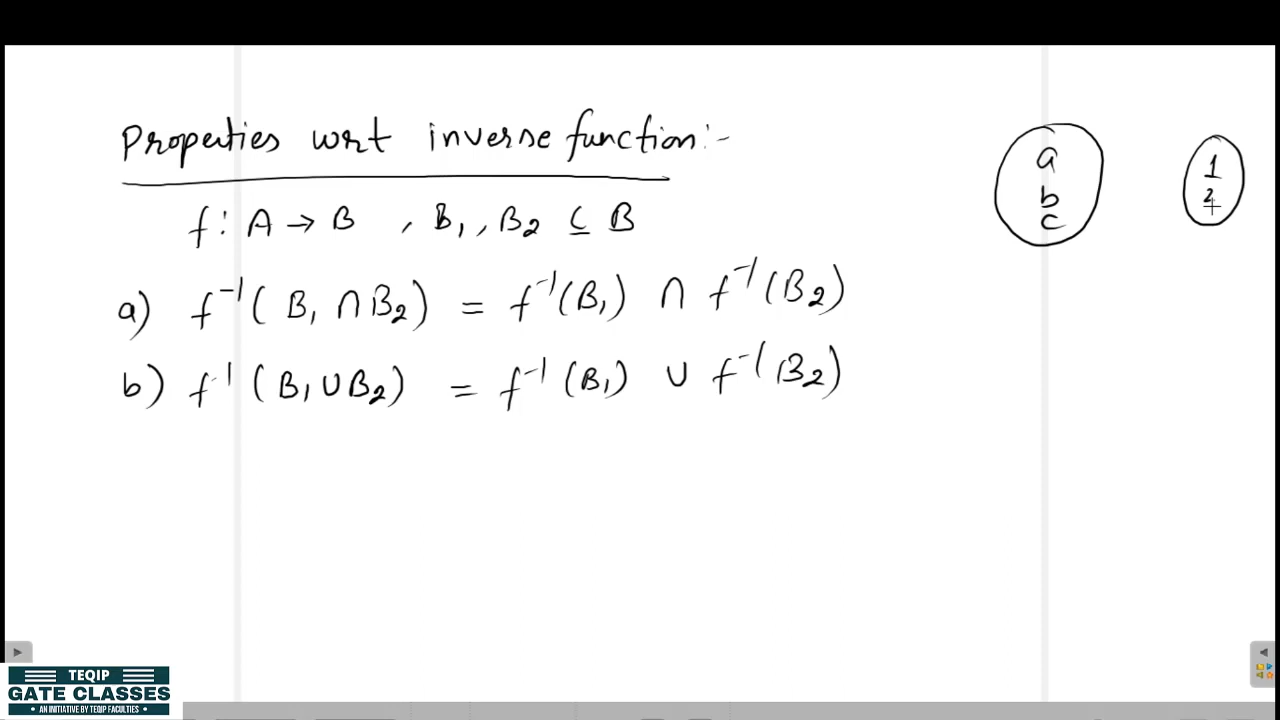 Properties wrt inverse function:-
f: A → B , B₁, B₂ ⊆ B
a) f⁻¹( B₁ ∩ B₂) = f⁻¹(B₁) ∩ f⁻¹(B₂)
b) f⁻¹( B₁ ∪ B₂) = f⁻¹(B₁) ∪ f⁻¹(B₂)
a
b
c
1
2
TEQIP
GATE CLASSES
AN INITIATIVE BY TEQIP FACULTIES